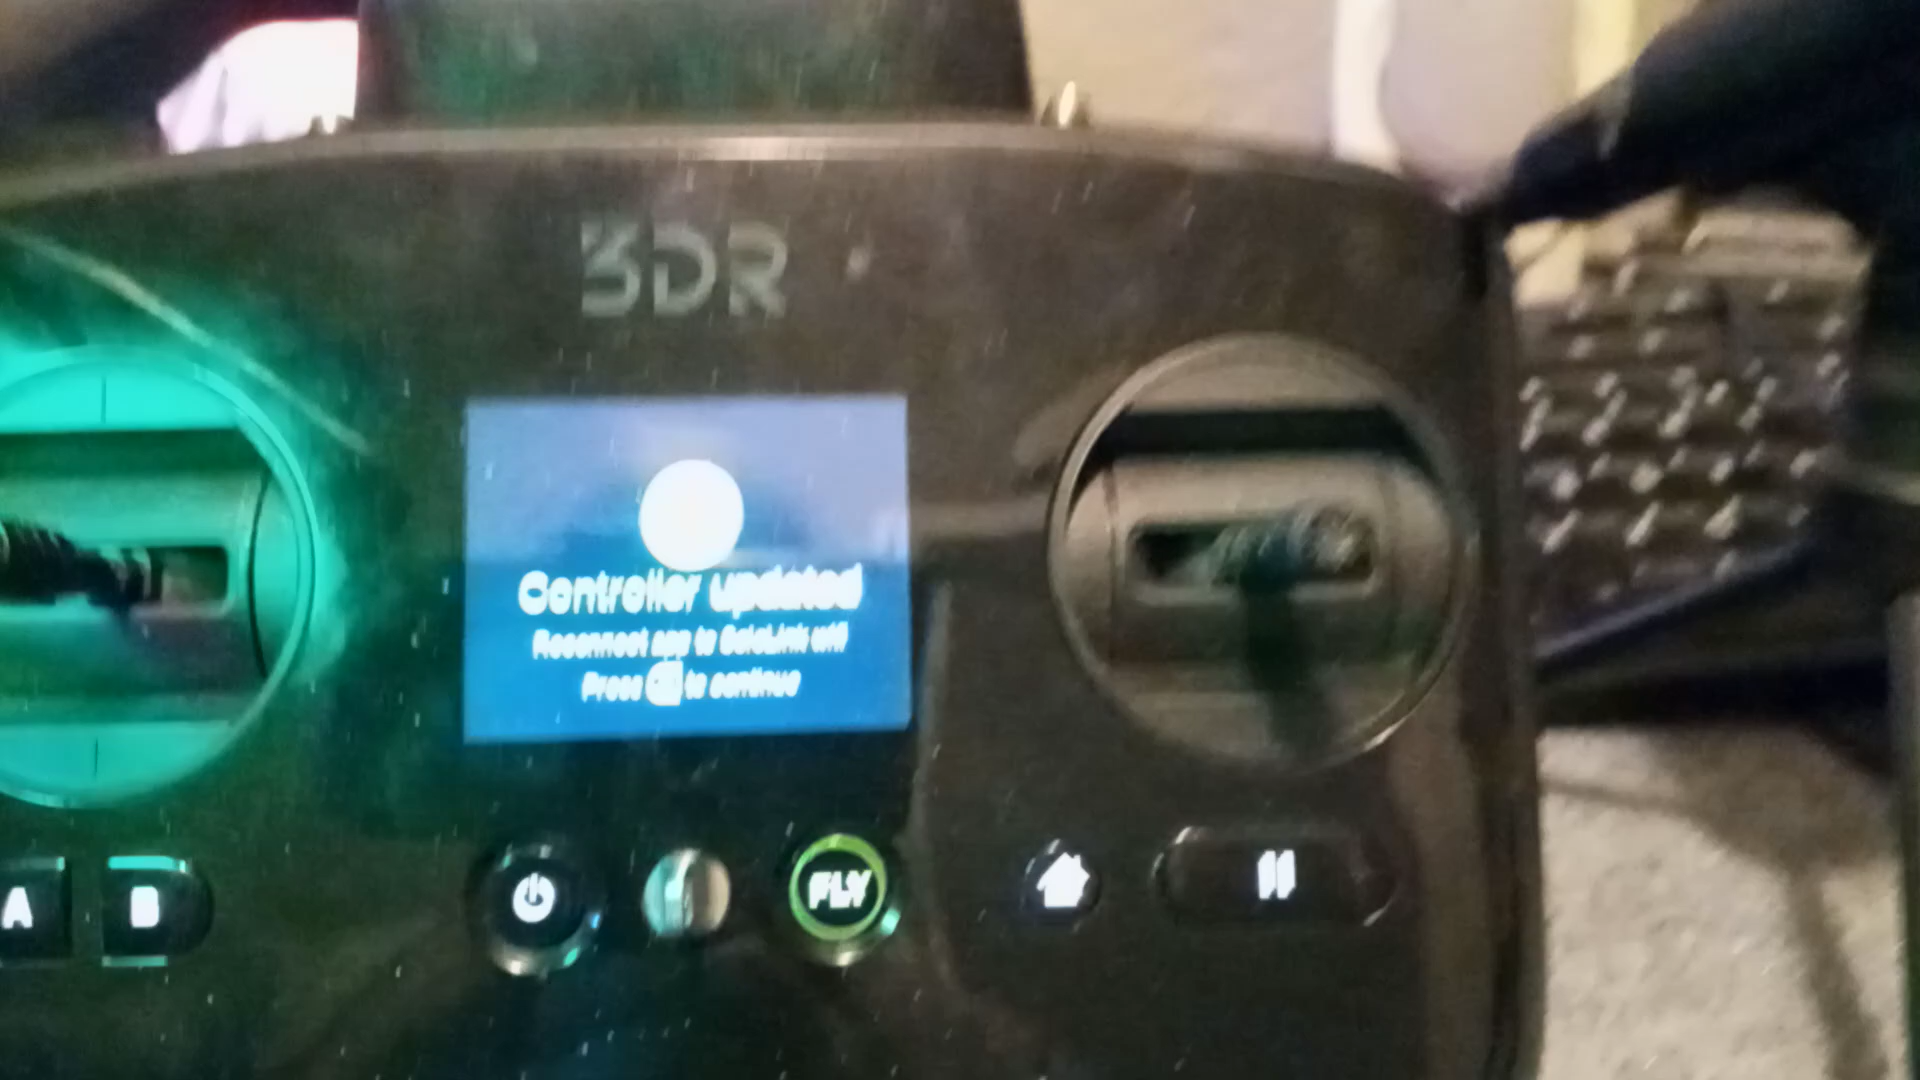 3DR
Controller updated
Reconnect app to SoloLink wifi
Press to continue
A B FLY